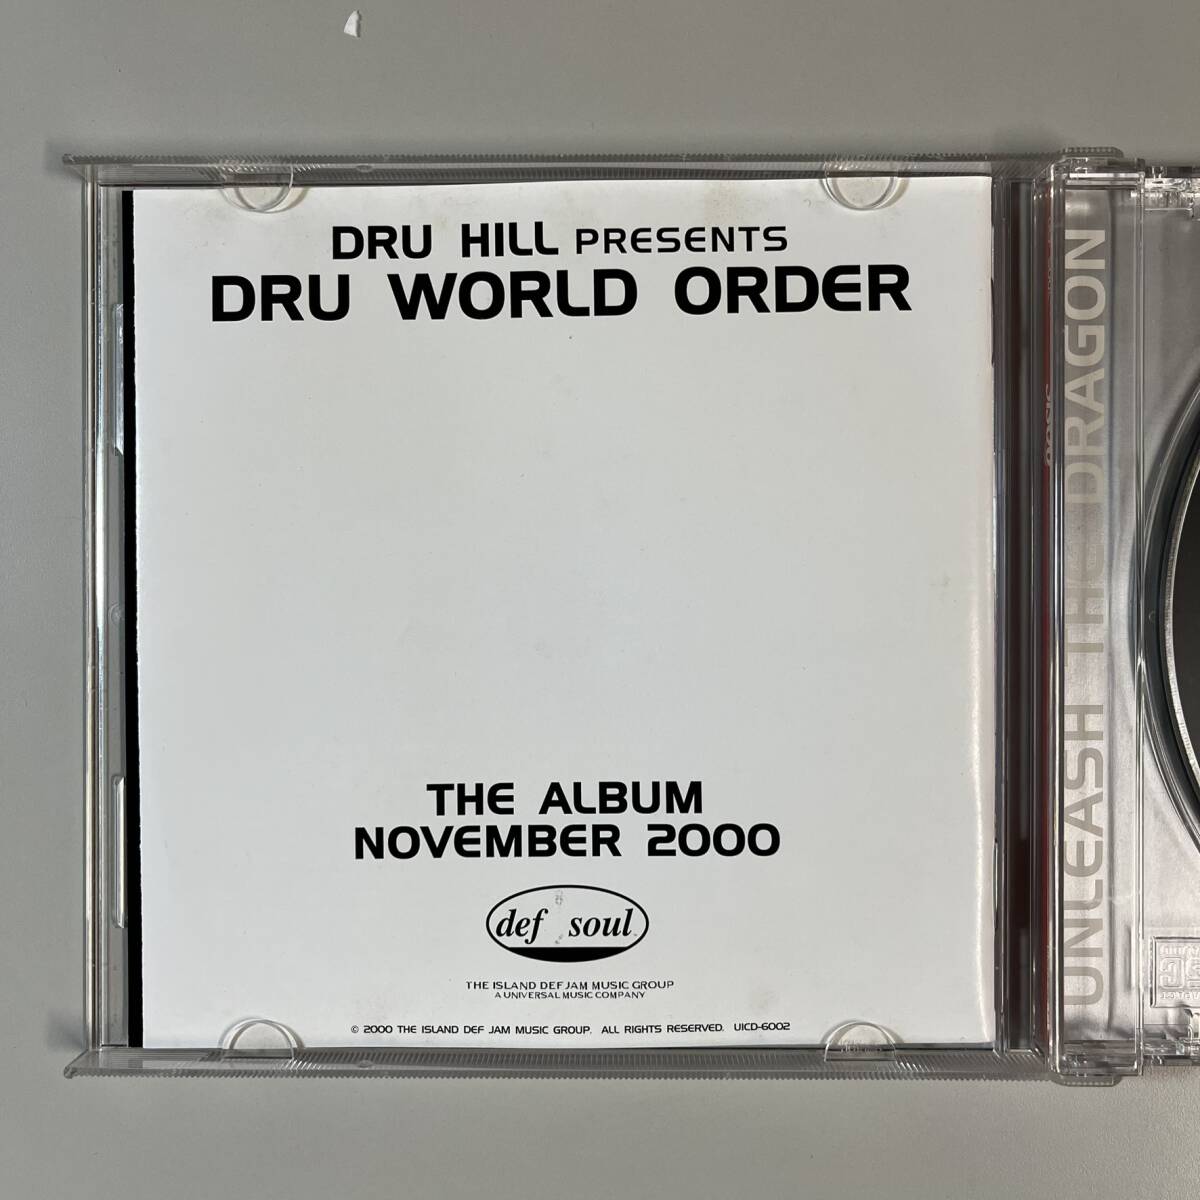 DRU HILL PRESENTS
DRU WORLD ORDER
THE ALBUM
NOVEMBER 2000
def soul
THE ISLAND DEF JAM MUSIC GROUP
A UNIVERSAL MUSIC COMPANY
© 2000 THE ISLAND DEF JAM MUSIC GROUP. ALL RIGHTS RESERVED. UICD-6002
UNLEASH THE DRAGON